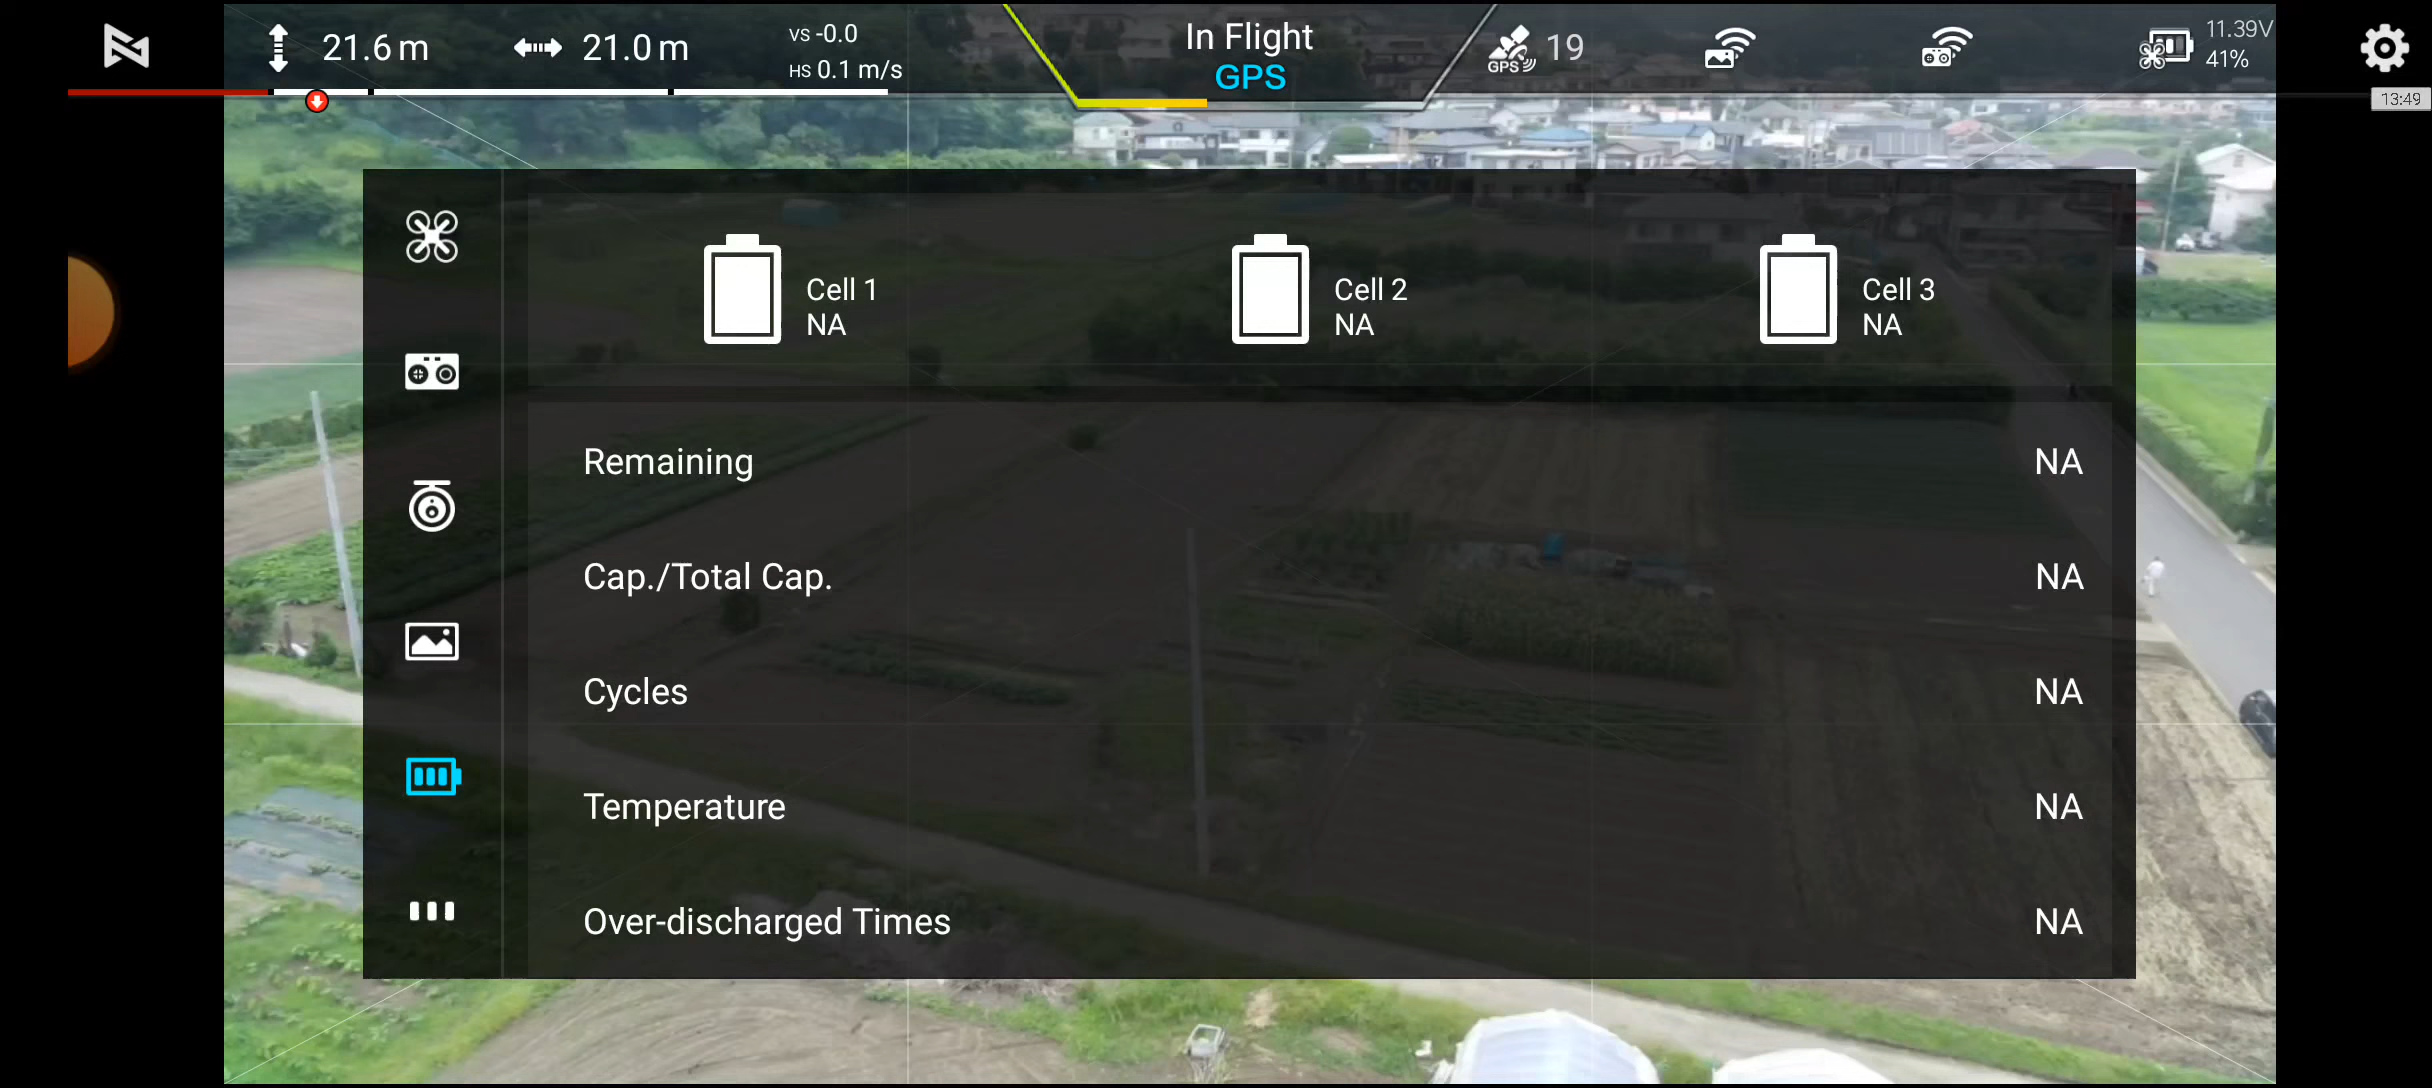 21.6 m
21.0 m
VS -0.0
HS 0.1 m/s
In Flight
GPS
GPS
19
11.39V
41%
13:49
Cell 1
NA
Cell 2
NA
Cell 3
NA
Remaining NA
Cap./Total Cap. NA
Cycles NA
Temperature NA
Over-discharged Times NA